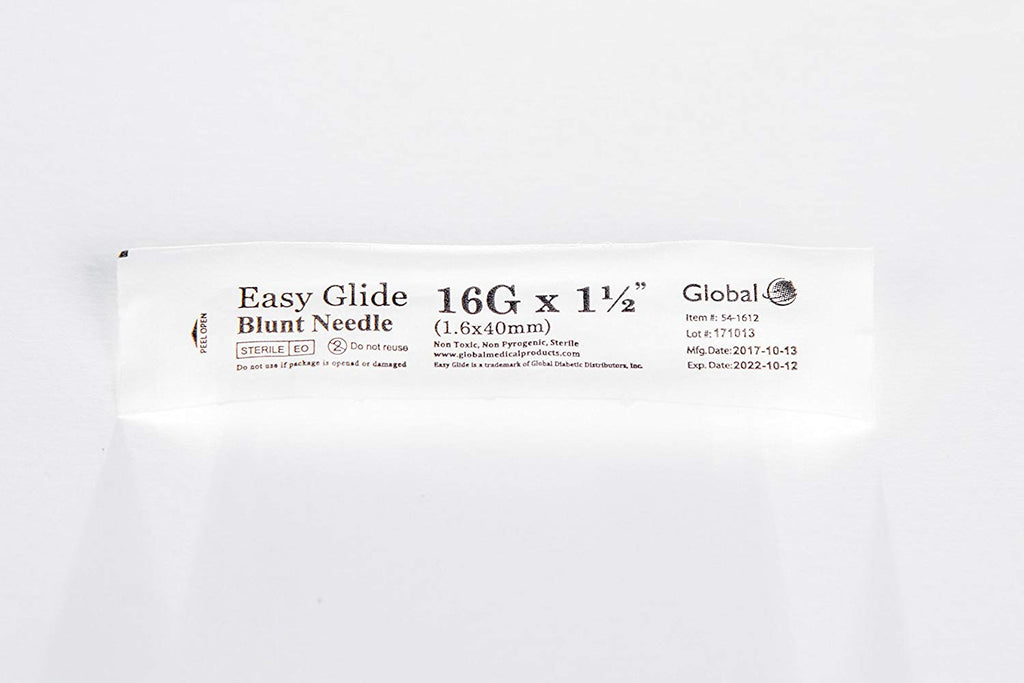 PEEL OPEN
Easy Glide
Blunt Needle
STERILE EO
2 Do not reuse
Do not use if package is opened or damaged
16G x 1½”
(1.6x40mm)
Non Toxic, Non Pyrogenic, Sterile
www.globalmedicalproducts.com
Easy Glide is a trademark of Global Diabetic Distributors, Inc.
Global
Item #: 54-1612
Lot #: 171013
Mfg.Date:2017-10-13
Exp. Date:2022-10-12